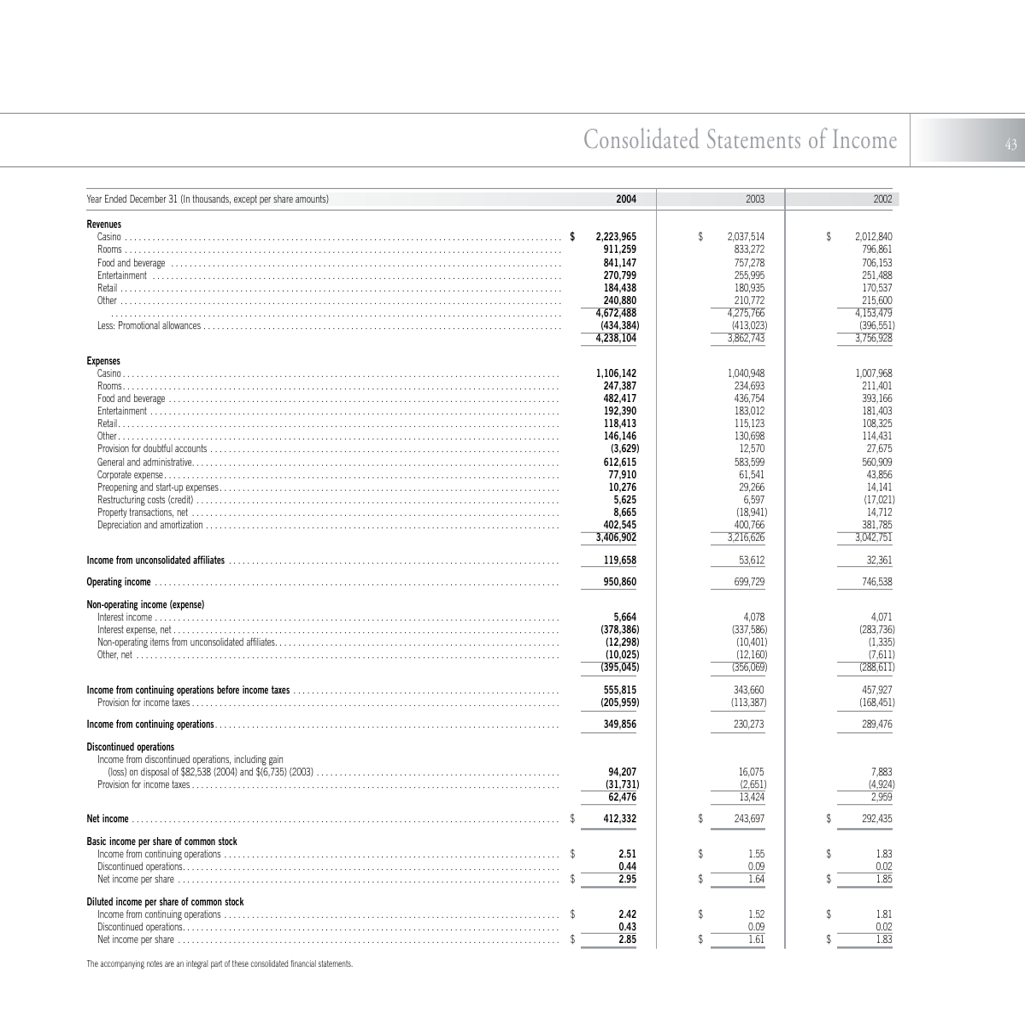 Consolidated Statements of Income
43
Year Ended December 31 (In thousands, except per share amounts) 2004 2003 2002
Revenues
Casino $ 2,223,965 $ 2,037,514 $ 2,012,840
Rooms 911,259 833,272 796,861
Food and beverage 841,147 757,278 706,153
Entertainment 270,799 255,995 251,488
Retail 184,438 180,935 170,537
Other 240,880 210,772 215,600
4,672,488 4,275,766 4,153,479
Less: Promotional allowances (434,384) (413,023) (396,551)
4,238,104 3,862,743 3,756,928
Expenses
Casino 1,106,142 1,040,948 1,007,968
Rooms 247,387 234,693 211,401
Food and beverage 482,417 436,754 393,166
Entertainment 192,390 183,012 181,403
Retail 118,413 115,123 108,325
Other 146,146 130,698 114,431
Provision for doubtful accounts (3,629) 12,570 27,675
General and administrative 612,615 583,599 560,909
Corporate expense 77,910 61,541 43,856
Preopening and start-up expenses 10,276 29,266 14,141
Restructuring costs (credit) 5,625 6,597 (17,021)
Property transactions, net 8,665 (18,941) 14,712
Depreciation and amortization 402,545 400,766 381,785
3,406,902 3,216,626 3,042,751
Income from unconsolidated affiliates 119,658 53,612 32,361
Operating income 950,860 699,729 746,538
Non-operating income (expense)
Interest income 5,664 4,078 4,071
Interest expense, net (378,386) (337,586) (283,736)
Non-operating items from unconsolidated affiliates (12,298) (10,401) (1,335)
Other, net (10,025) (12,160) (7,611)
(395,045) (356,069) (288,611)
Income from continuing operations before income taxes 555,815 343,660 457,927
Provision for income taxes (205,959) (113,387) (168,451)
Income from continuing operations 349,856 230,273 289,476
Discontinued operations
Income from discontinued operations, including gain
(loss) on disposal of $82,538 (2004) and $(6,735) (2003) 94,207 16,075 7,883
Provision for income taxes (31,731) (2,651) (4,924)
62,476 13,424 2,959
Net income $ 412,332 $ 243,697 $ 292,435
Basic income per share of common stock
Income from continuing operations $ 2.51 $ 1.55 $ 1.83
Discontinued operations 0.44 0.09 0.02
Net income per share $ 2.95 $ 1.64 $ 1.85
Diluted income per share of common stock
Income from continuing operations $ 2.42 $ 1.52 $ 1.81
Discontinued operations 0.43 0.09 0.02
Net income per share $ 2.85 $ 1.61 $ 1.83
The accompanying notes are an integral part of these consolidated financial statements.